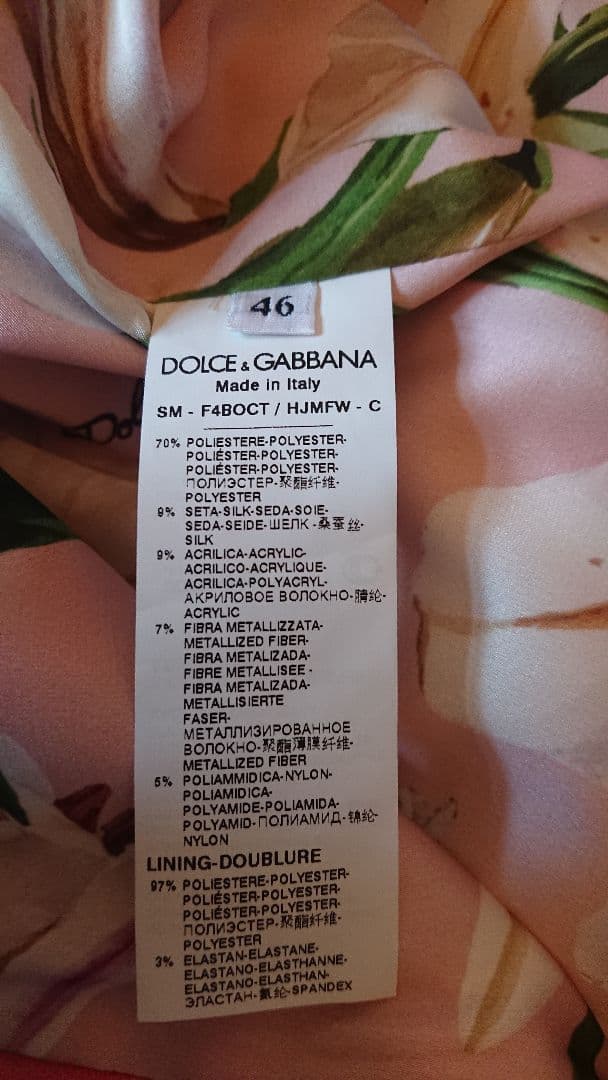 46
DOLCE & GABBANA
Made in Italy
SM - F4BOCT / HJMFW - C
70% POLIESTERE-POLYESTER-
POLIÉSTER-POLYESTER-
POLIÉSTER-POLYESTER-
ПОЛИЭСТЕР-聚酯纤维-
POLYESTER
9% SETA-SILK-SEDA-SOIE-
SEDA-SEIDE-ШЕЛК-桑蚕丝-
SILK
9% ACRILICA-ACRYLIC-
ACRILICO-ACRYLIQUE-
ACRILICA-POLYACRYL-
АКРИЛОВОЕ ВОЛОКНО-腈纶-
ACRYLIC
7% FIBRA METALLIZZATA-
METALLIZED FIBER-
FIBRA METALIZADA-
FIBRE METALLISEE -
FIBRA METALIZADA-
METALLISIERTE
FASER-
МЕТАЛЛИЗИРОВАННОЕ
ВОЛОКНО-聚酯薄膜纤维-
METALLIZED FIBER
5% POLIAMMIDICA-NYLON-
POLIAMIDICA-
POLYAMIDE-POLIAMIDA-
POLYAMID-ПОЛИАМИД-锦纶-
NYLON
LINING-DOUBLURE
97% POLIESTERE-POLYESTER-
POLIÉSTER-POLYESTER-
POLIÉSTER-POLYESTER-
ПОЛИЭСТЕР-聚酯纤维-
POLYESTER
3% ELASTAN-ELASTANE-
ELASTANO-ELASTHANNE-
ELASTANO-ELASTHAN-
ЭЛАСТАН-氨纶-SPANDEX